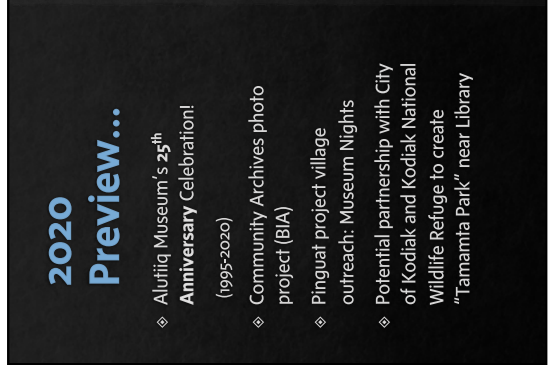 2020
Preview...
◈ Alutiiq Museum's 25th
Anniversary Celebration!
(1995-2020)
◈ Community Archives photo
project (BIA)
◈ Pinguat project village
outreach: Museum Nights
◈ Potential partnership with City
of Kodiak and Kodiak National
Wildlife Refuge to create
"Tamamta Park" near Library